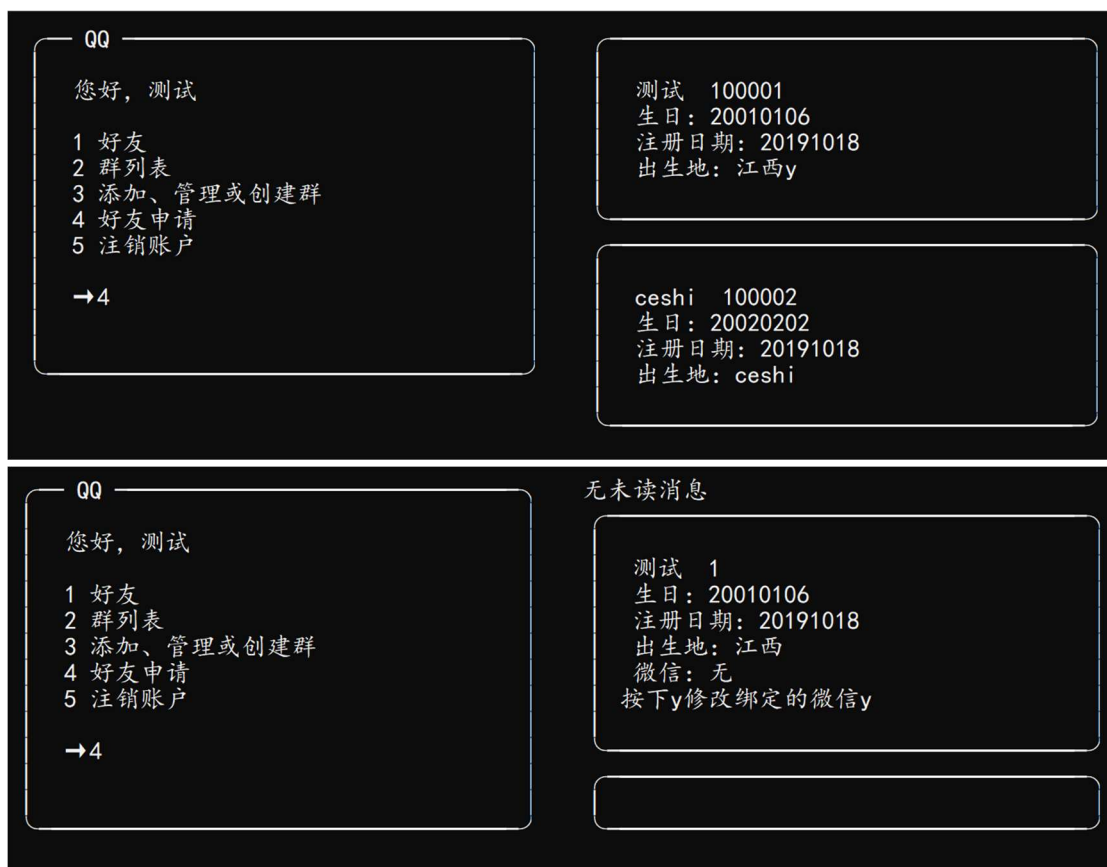 QQ
您好，测试
1 好友
2 群列表
3 添加、管理或创建群
4 好友申请
5 注销账户
→4
测试 100001
生日：20010106
注册日期：20191018
出生地：江西y
ceshi 100002
生日：20020202
注册日期：20191018
出生地：ceshi
QQ
您好，测试
1 好友
2 群列表
3 添加、管理或创建群
4 好友申请
5 注销账户
→4
无未读消息
测试 1
生日：20010106
注册日期：20191018
出生地：江西
微信：无
按下y修改绑定的微信y